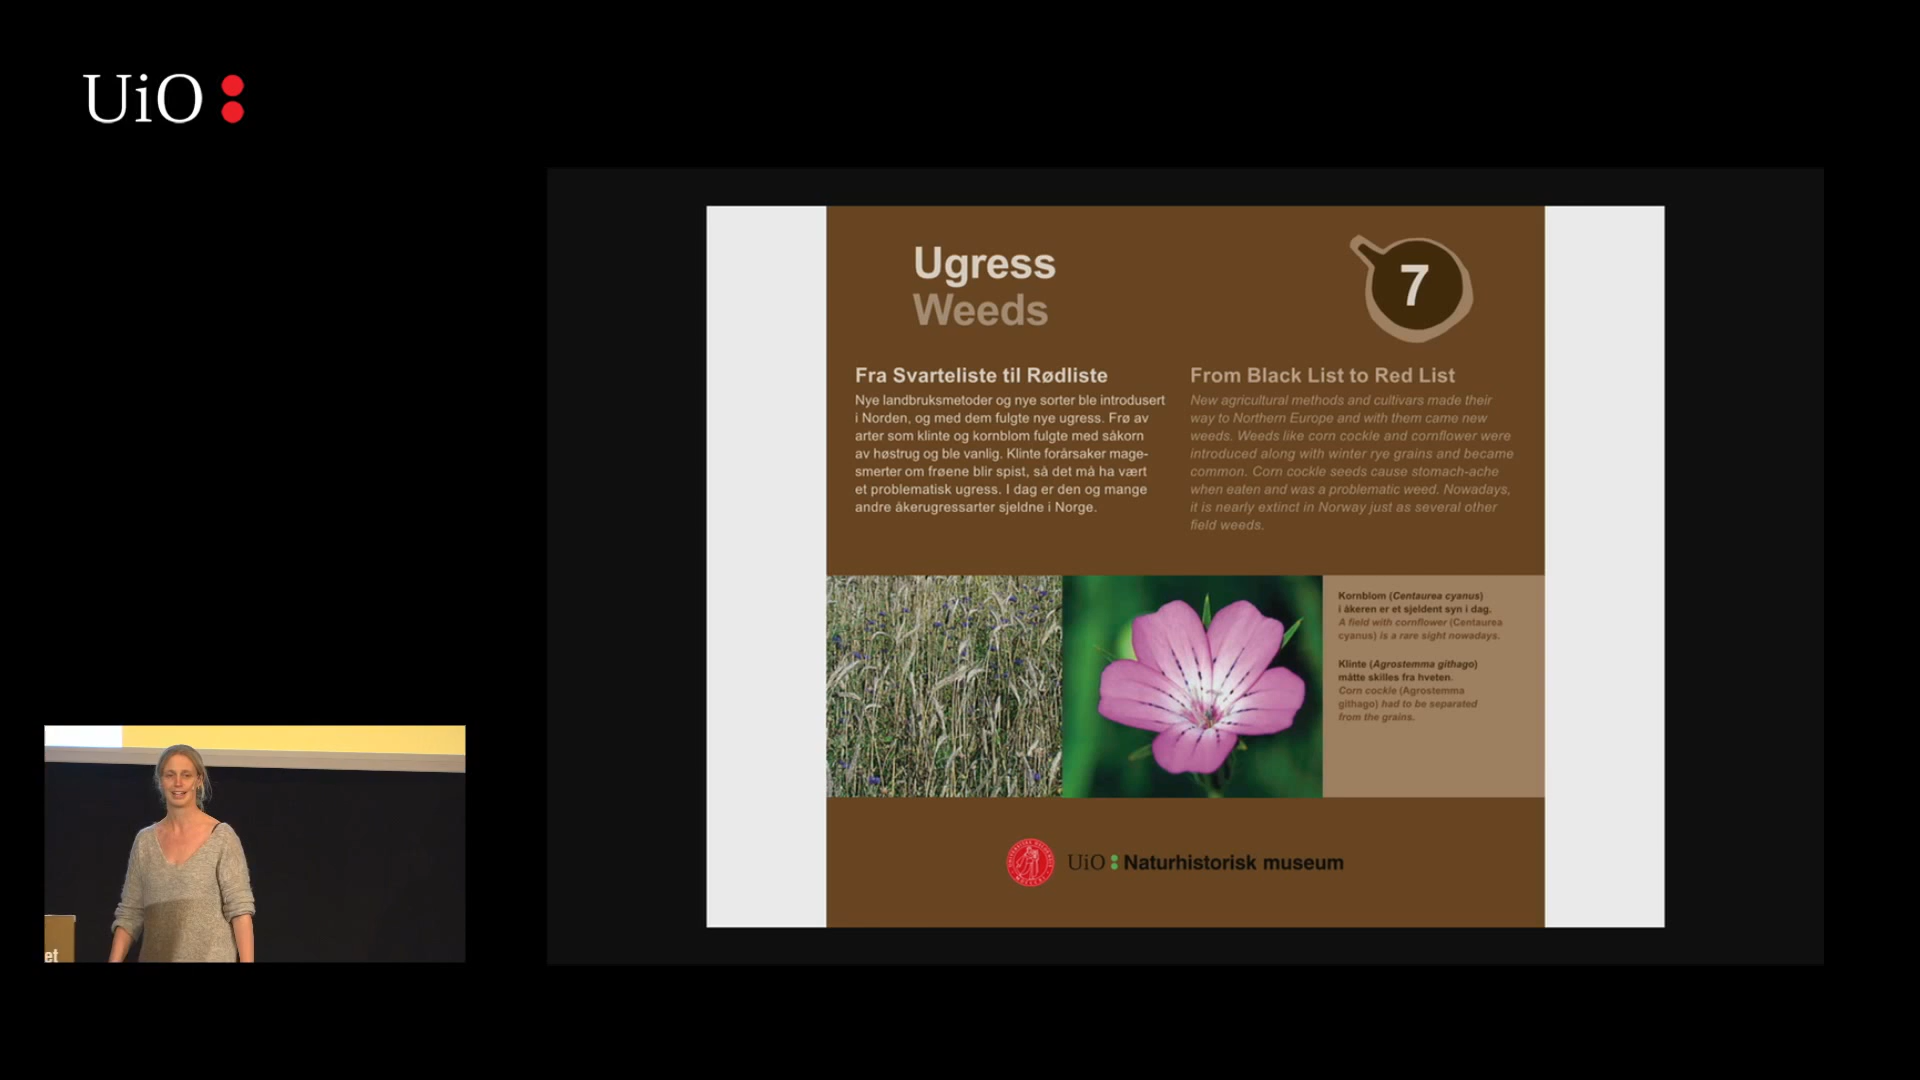 UiO
Ugress
Weeds
7
Fra Svarteliste til Rødliste
Nye landbruksmetoder og nye sorter ble introdusert
i Norden, og med dem fulgte nye ugress. Frø av
arter som klinte og kornblom fulgte med såkorn
av høstrug og ble vanlig. Klinte forårsaker mage-
smerter om frøene blir spist, så det må ha vært
et problematisk ugress. I dag er den og mange
andre åkerugressarter sjeldne i Norge.
From Black List to Red List
New agricultural methods and cultivars made their
way to Northern Europe and with them came new
weeds. Weeds like corn cockle and cornflower were
introduced along with winter rye grains and became
common. Corn cockle seeds cause stomach-ache
when eaten and was a problematic weed. Nowadays,
it is nearly extinct in Norway just as several other
field weeds.
Kornblom (Centaurea cyanus)
i åkeren er et sjeldent syn i dag.
A field with cornflower (Centaurea
cyanus) is a rare sight nowadays.
Klinte (Agrostemma githago)
måtte skilles fra hveten.
Corn cockle (Agrostemma
githago) had to be separated
from the grains.
UiO Naturhistorisk museum
et